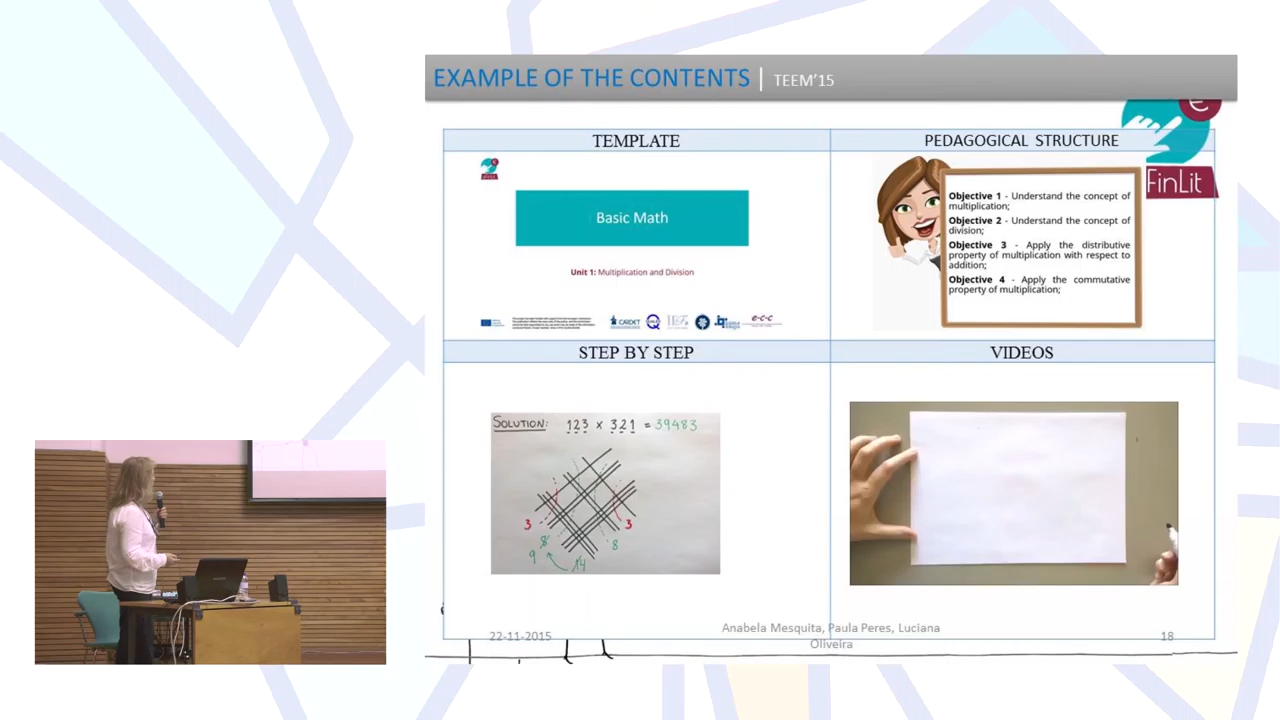 EXAMPLE OF THE CONTENTS | TEEM'15
TEMPLATE
PEDAGOGICAL STRUCTURE
Basic Math
Unit 1: Multiplication and Division
CARDET
e-c-c
FinLit
Objective 1 - Understand the concept of
multiplication;
Objective 2 - Understand the concept of
division;
Objective 3 - Apply the distributive
property of multiplication with respect to
addition;
Objective 4 - Apply the commutative
property of multiplication;
STEP BY STEP
VIDEOS
SOLUTION: 123 x 321 = 39483
3
3
8
8
9
14
22-11-2015
Anabela Mesquita, Paula Peres, Luciana
Oliveira
18